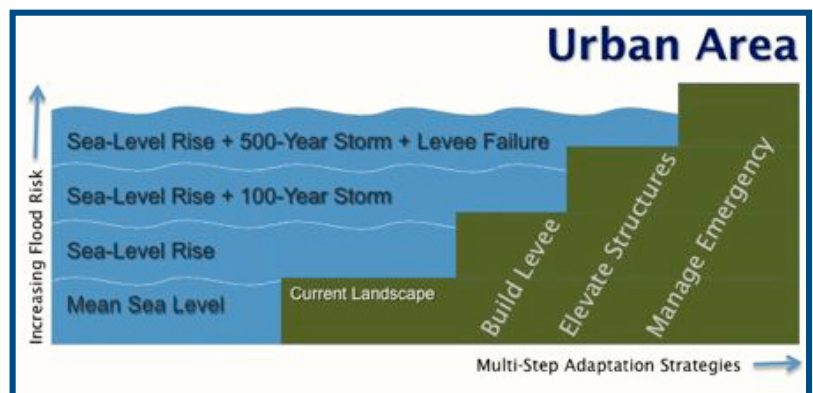 Urban Area
Increasing Flood Risk
Sea-Level Rise + 500-Year Storm + Levee Failure
Sea-Level Rise + 100-Year Storm
Sea-Level Rise
Mean Sea Level
Current Landscape
Build Levee
Elevate Structures
Manage Emergency
Multi-Step Adaptation Strategies